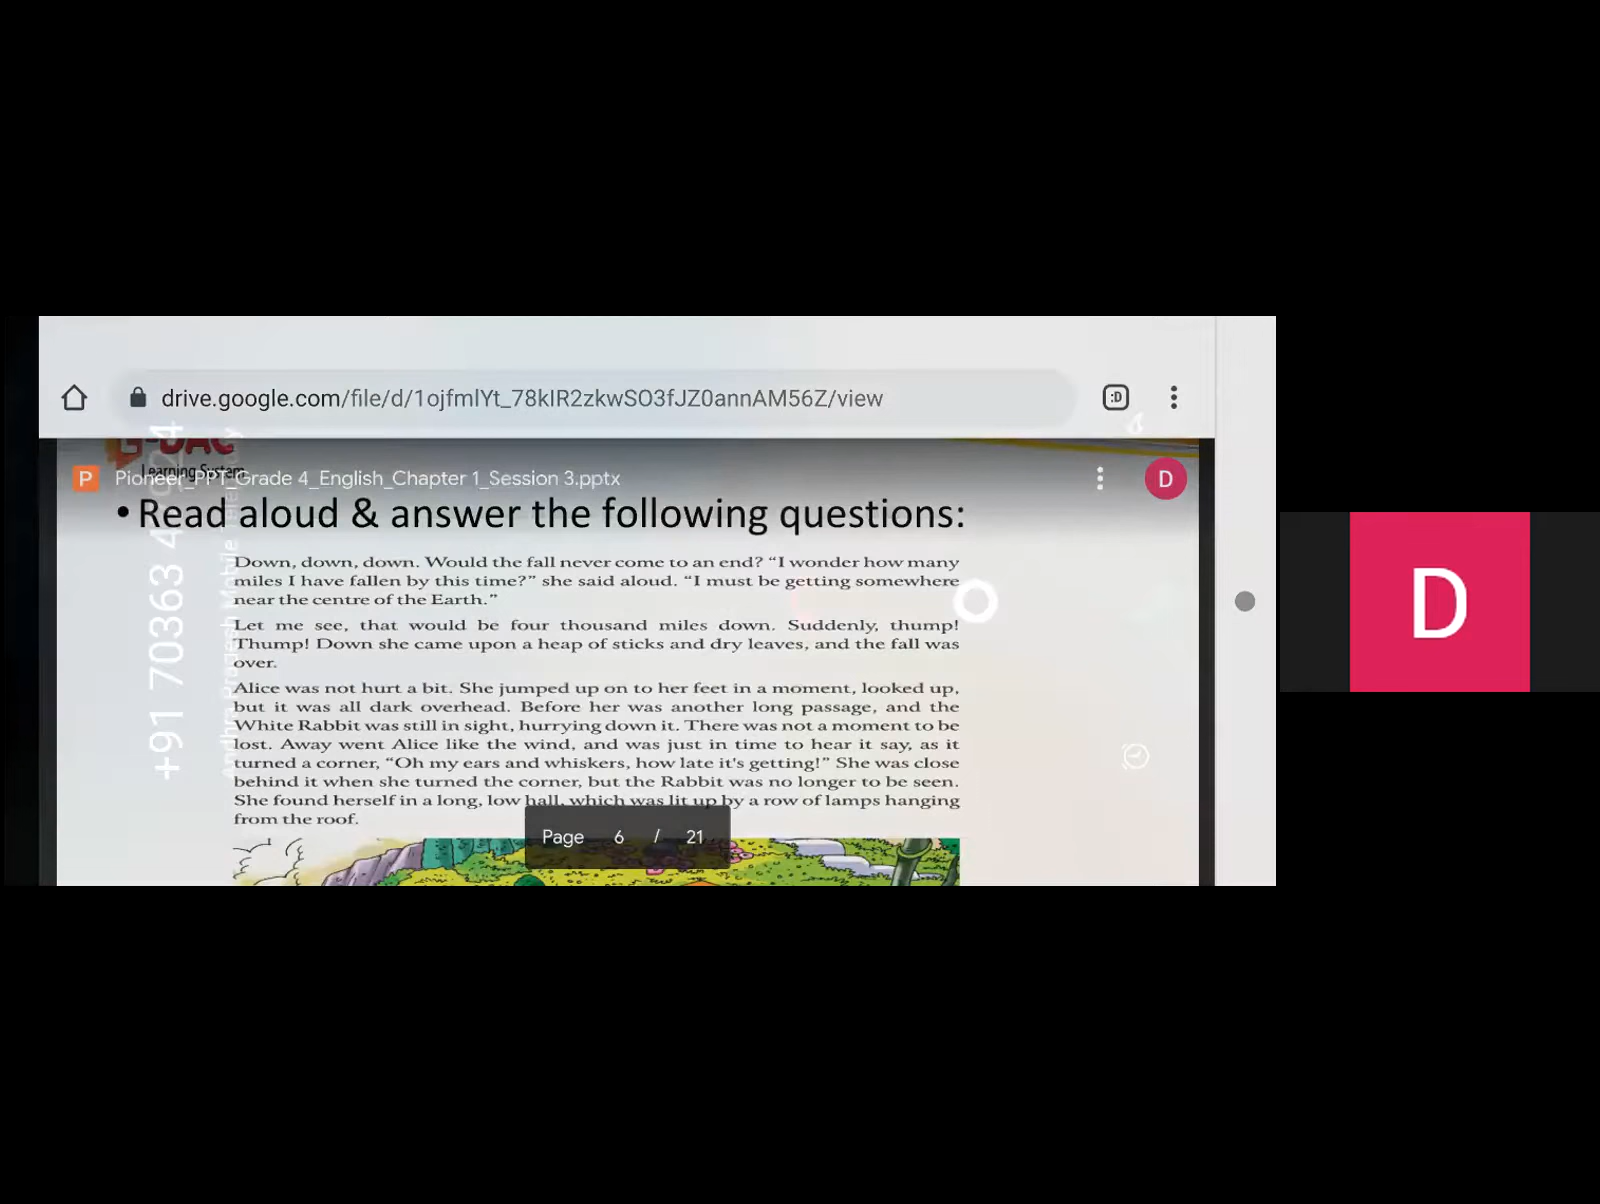 drive.google.com/file/d/1ojfmlYt_78kIR2zkwSO3fJZ0annAM56Z/view
:D
Learning System
P
Pioneer_PPT_Grade 4_English_Chapter 1_Session 3.pptx
D
• Read aloud & answer the following questions:
Down, down, down. Would the fall never come to an end? “I wonder how many
miles I have fallen by this time?” she said aloud. “I must be getting somewhere
near the centre of the Earth.”
Let me see, that would be four thousand miles down. Suddenly, thump!
Thump! Down she came upon a heap of sticks and dry leaves, and the fall was
over.
Alice was not hurt a bit. She jumped up on to her feet in a moment, looked up,
but it was all dark overhead. Before her was another long passage, and the
White Rabbit was still in sight, hurrying down it. There was not a moment to be
lost. Away went Alice like the wind, and was just in time to hear it say, as it
turned a corner, “Oh my ears and whiskers, how late it's getting!” She was close
behind it when she turned the corner, but the Rabbit was no longer to be seen.
She found herself in a long, low hall, which was lit up by a row of lamps hanging
from the roof.
Page 6 / 21
+91 70363
Andhra Pradesh Mobile
D